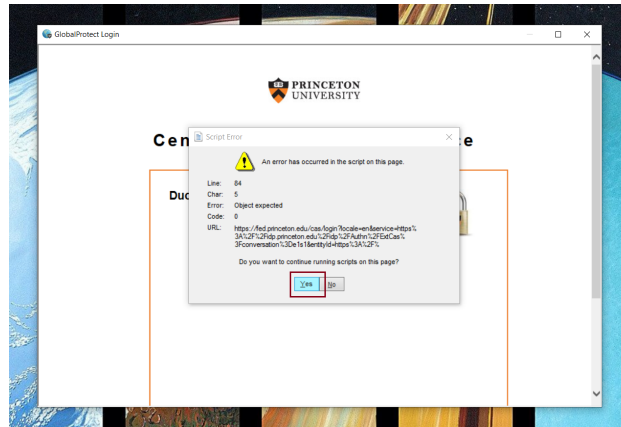 GlobalProtect Login
PRINCETON
UNIVERSITY
Cen
e
Script Error
An error has occurred in the script on this page.
Duo
Line: 84
Char: 5
Error: Object expected
Code: 0
URL: https://fed.princeton.edu/cas/login?locale=en&service=https%
3A%2F%2Fidp.princeton.edu%2Fidp%2FAuthn%2FExtCas%
3Fconversation%3De1s1&entityId=https%3A%2F%
Do you want to continue running scripts on this page?
Yes No